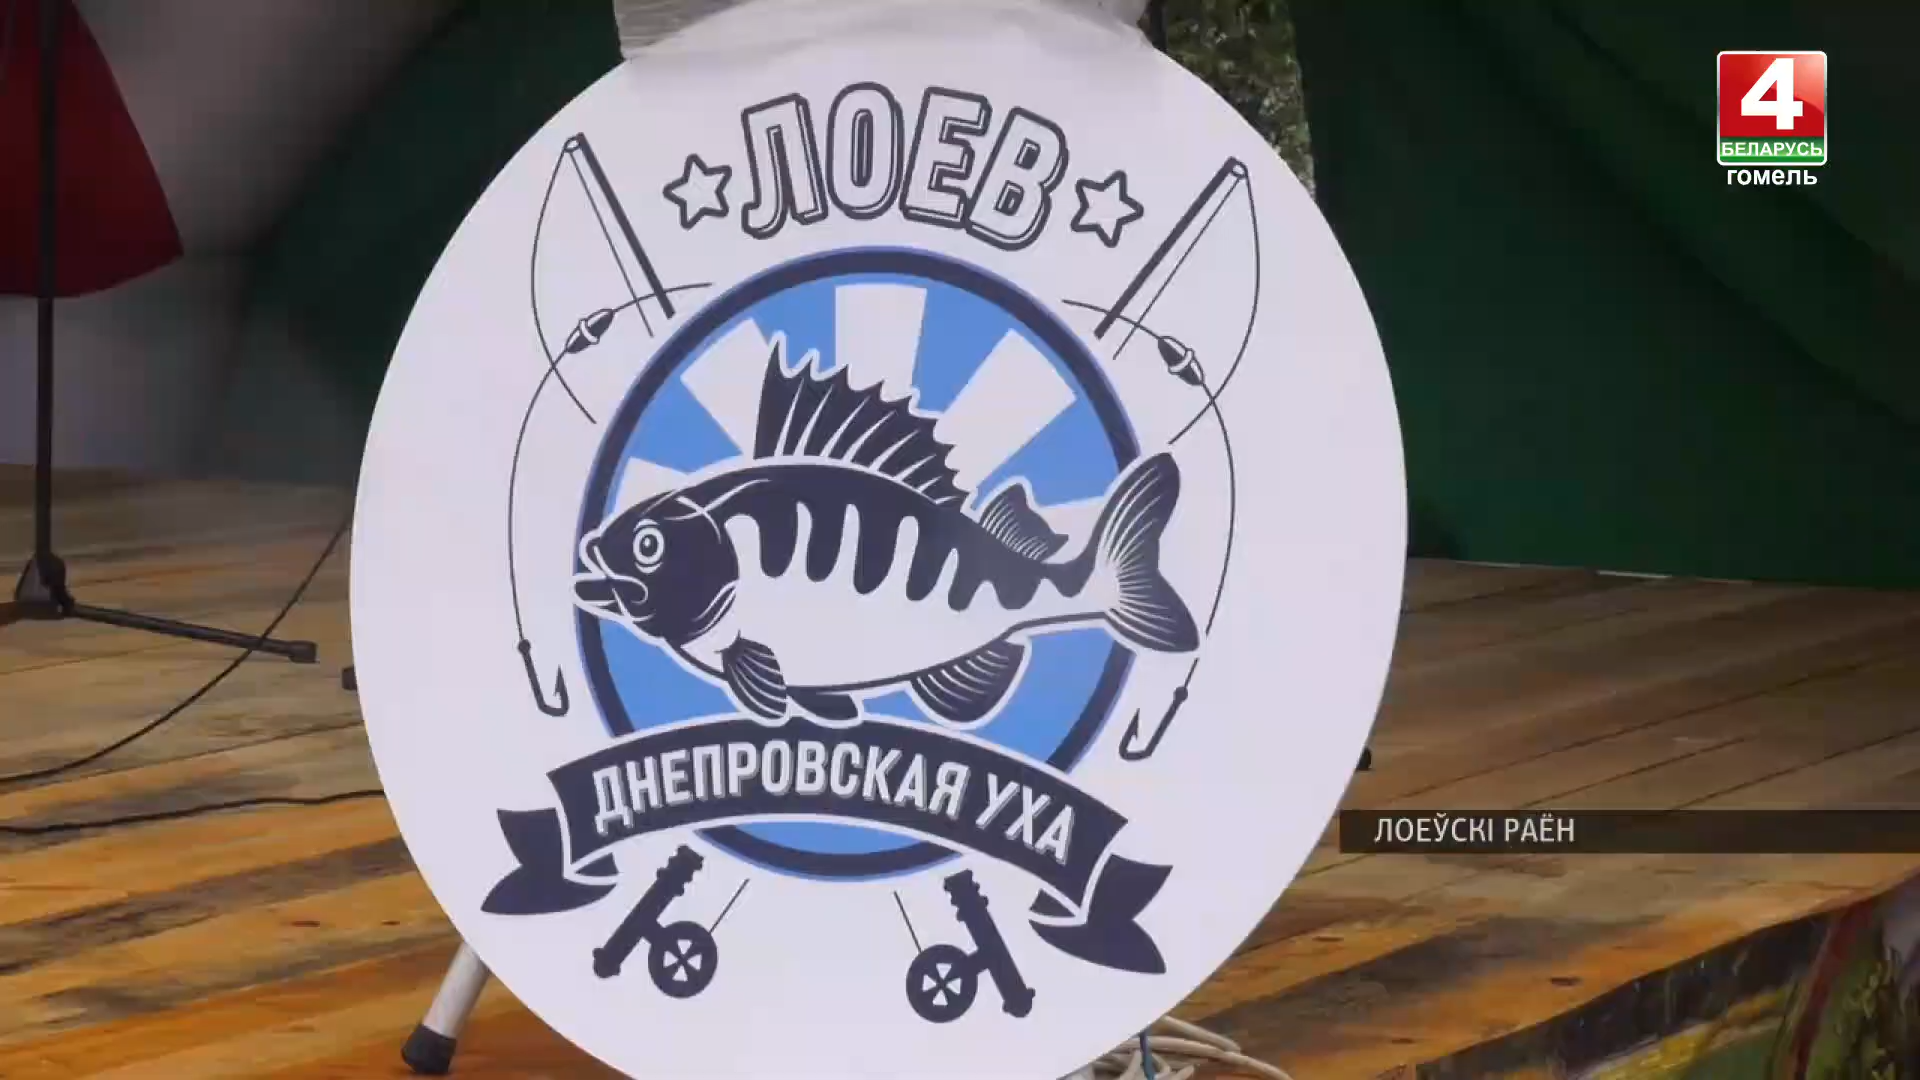 ЛОЕВ
ДНЕПРОВСКАЯ УХА
4
БЕЛАРУСЬ
гомель
ЛОЕЎСКІ РАЁН